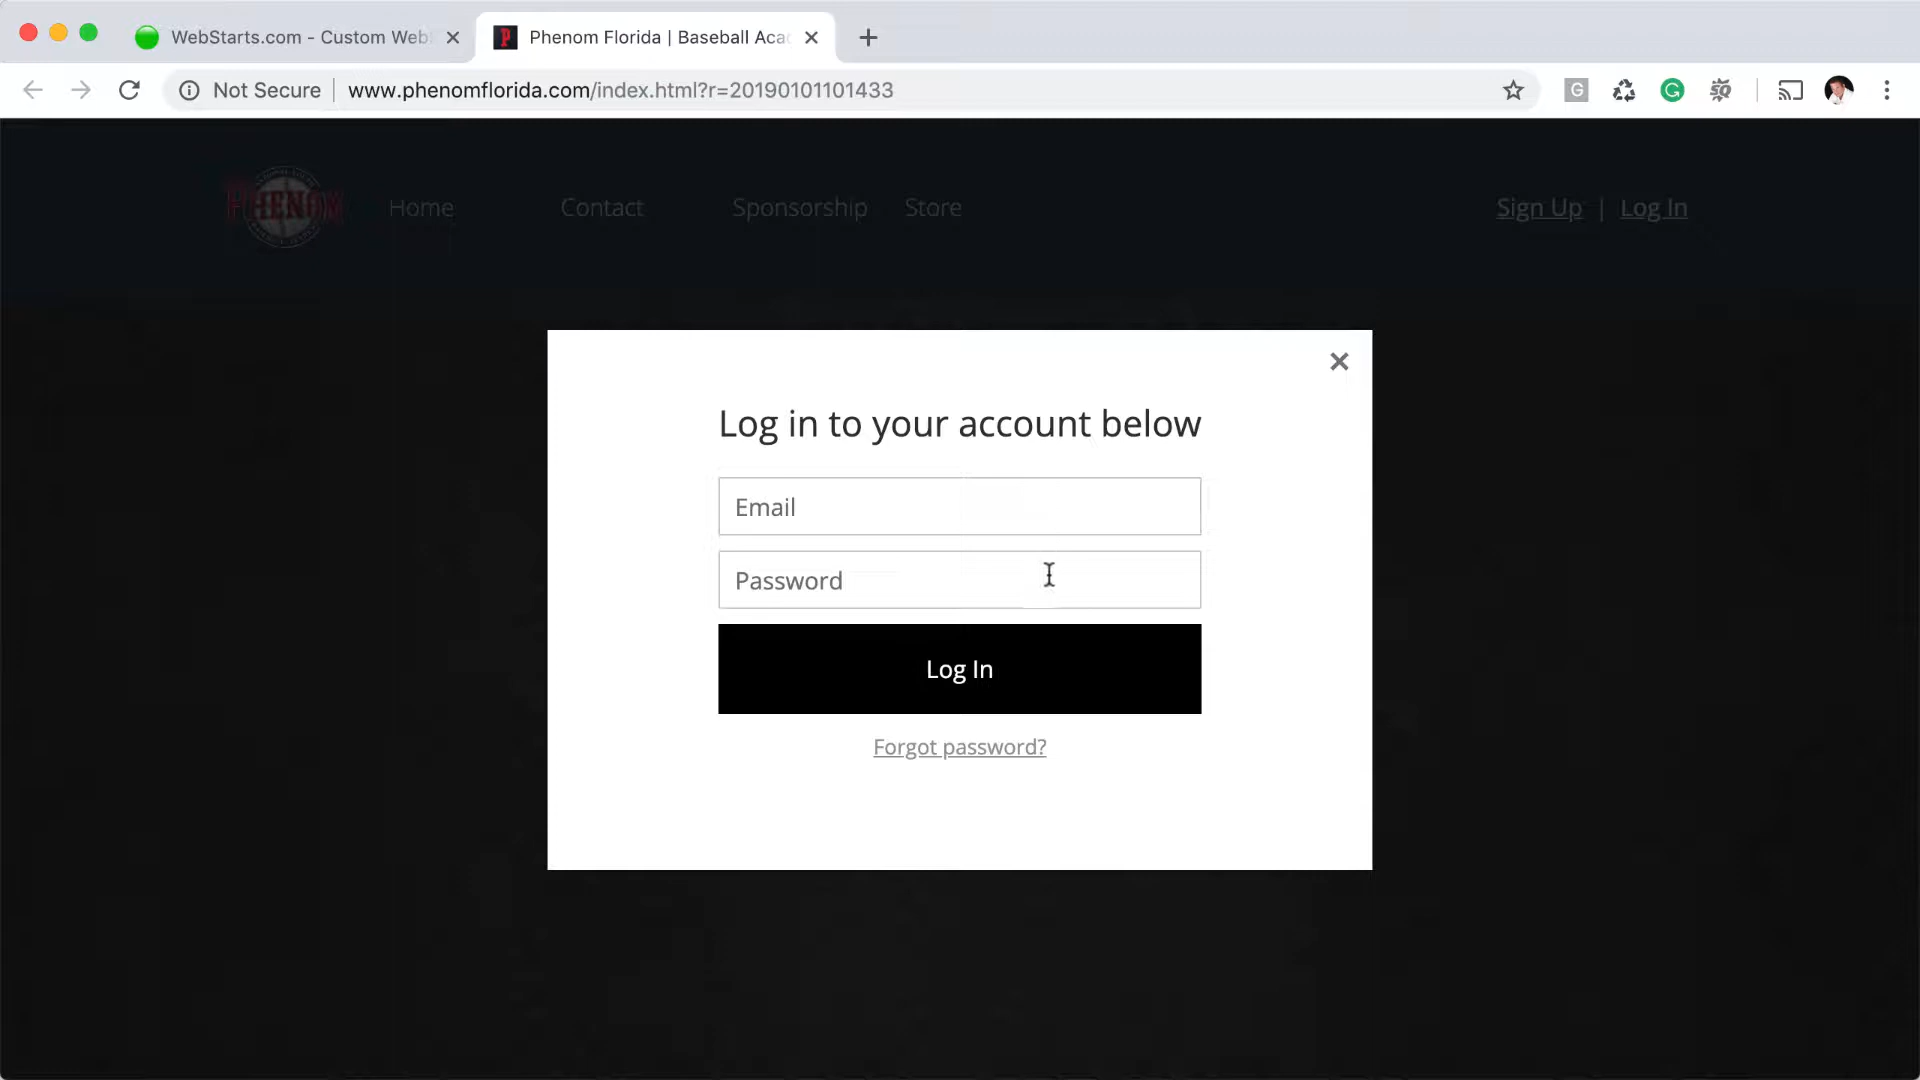 WebStarts.com - Custom Web
Phenom Florida | Baseball Aca
Not Secure
www.phenomflorida.com/index.html?r=20190101101433
PHENOM
Home
Contact
Sponsorship
Store
Sign Up | Log In
Log in to your account below
Email
Password
Log In
Forgot password?